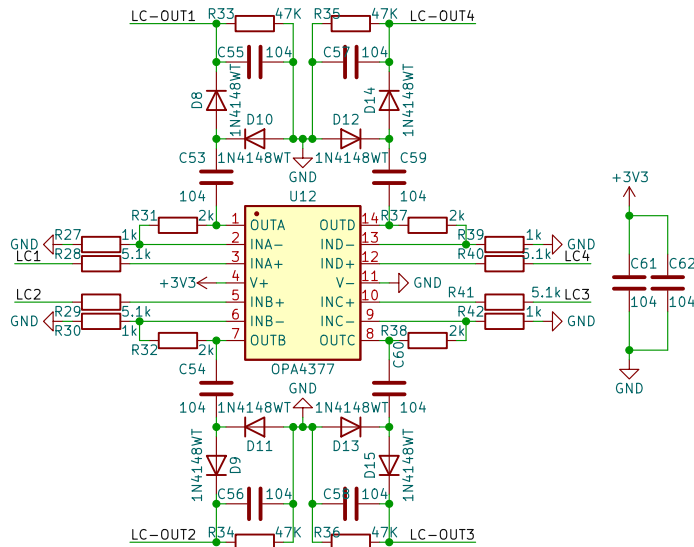 LC-OUT1 R33 47K R35 47K LC-OUT4
C55 104 C57 104
D8 1N4148WT D14 1N4148WT
D10 D12
C53 1N4148WT 1N4148WT C59
104 GND 104
U12
R31 2k 1 OUTA OUTD 14 R37 2k
GND R27 1k 2 INA- IND- 13 R39 1k GND
LC1 R28 5.1k 3 INA+ IND+ 12 R40 5.1k LC4
+3V3 4 V+ V- 11 GND
LC2 5 INB+ INC+ 10 R41 5.1k LC3
R29 5.1k
GND 6 INB- INC- 9 R42 1k GND
R30 1k
R32 2k 7 OUTB OUTC 8 R38 2k
OPA4377
C54 GND C60
104 1N4148WT 1N4148WT 104
D11 D13
1N4148WT D9 D15 1N4148WT
C56 104 C58 104
LC-OUT2 R34 47K R36 47K LC-OUT3
+3V3
C61 C62
104 104
GND